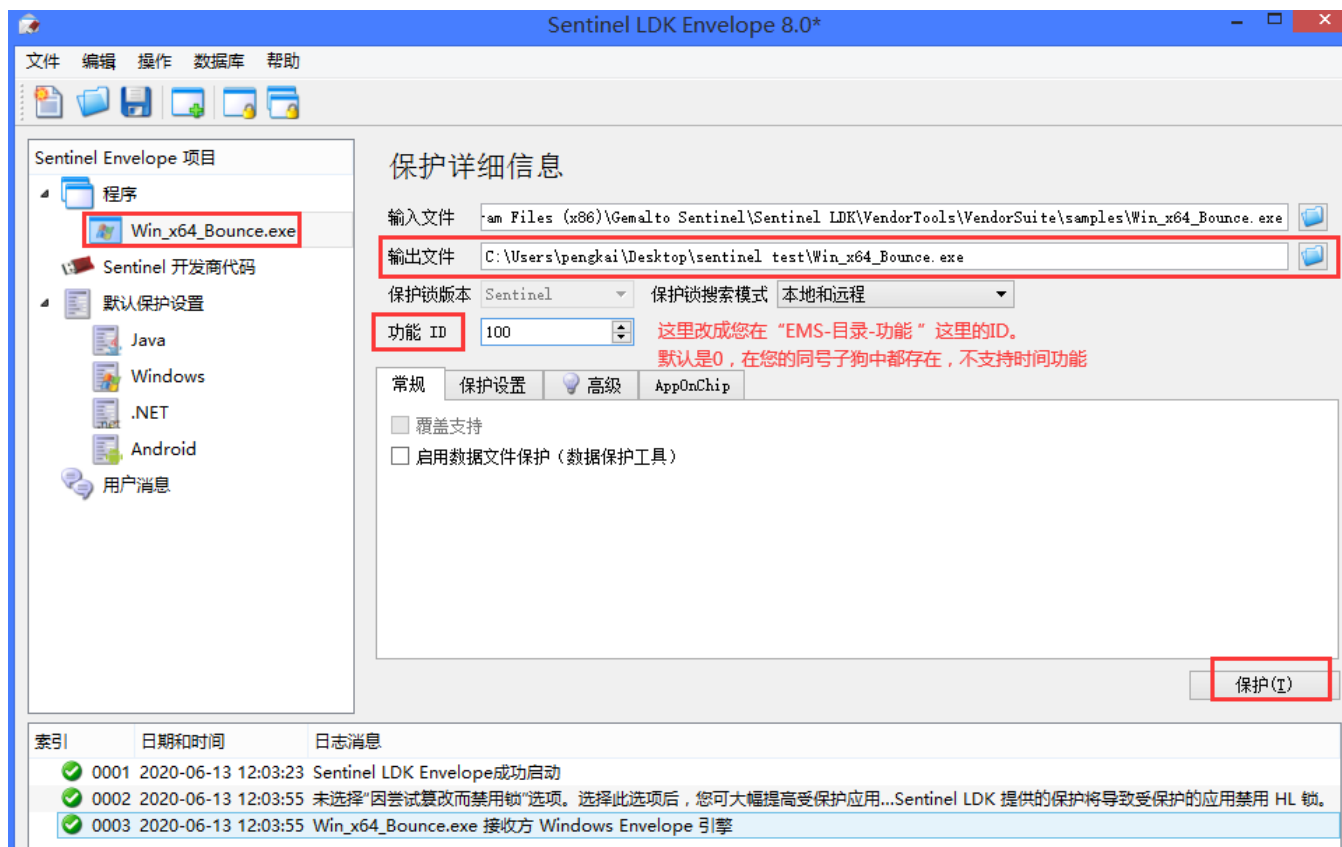 Sentinel LDK Envelope 8.0*
文件 编辑 操作 数据库 帮助
Sentinel Envelope 项目
程序
Win_x64_Bounce.exe
Sentinel 开发商代码
默认保护设置
Java
Windows
.NET
Android
用户消息
保护详细信息
输入文件 am Files (x86)\Gemalto Sentinel\Sentinel LDK\VendorTools\VendorSuite\samples\Win_x64_Bounce.exe
输出文件 C:\Users\pengkai\Desktop\sentinel test\Win_x64_Bounce.exe
保护锁版本 Sentinel 保护锁搜索模式 本地和远程
功能 ID 100 这里改成您在“EMS-目录-功能 ”这里的ID。
默认是0，在您的同号子狗中都存在，不支持时间功能
常规 保护设置 高级 AppOnChip
覆盖支持
启用数据文件保护（数据保护工具）
保护(T)
索引 日期和时间 日志消息
0001 2020-06-13 12:03:23 Sentinel LDK Envelope成功启动
0002 2020-06-13 12:03:55 未选择“因尝试篡改而禁用锁”选项。选择此选项后，您可大幅提高受保护应用...Sentinel LDK 提供的保护将导致受保护的应用禁用 HL 锁。
0003 2020-06-13 12:03:55 Win_x64_Bounce.exe 接收方 Windows Envelope 引擎